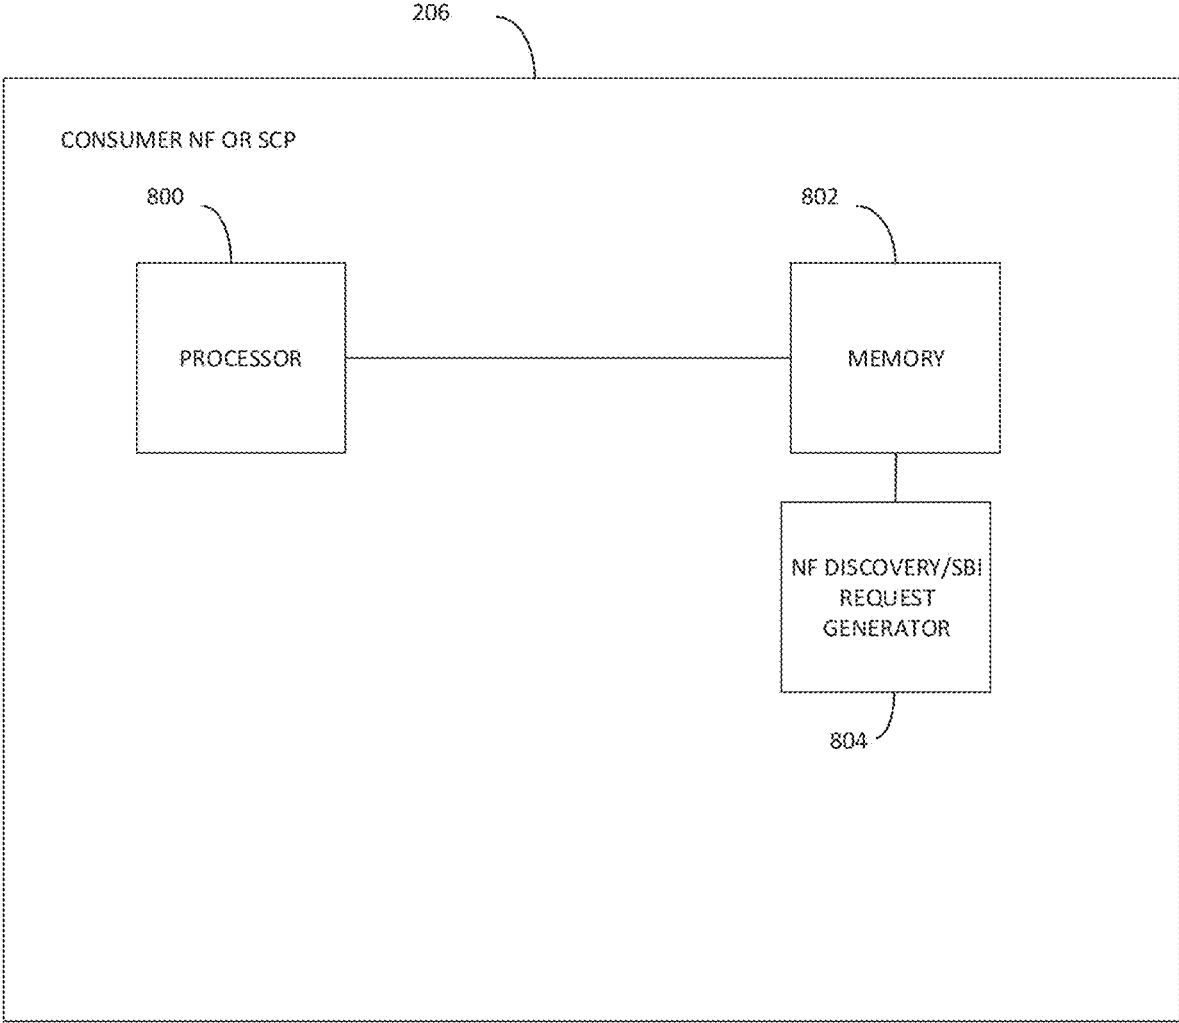 206
CONSUMER NF OR SCP
800
802
PROCESSOR
MEMORY
NF DISCOVERY/SBI
REQUEST
GENERATOR
804